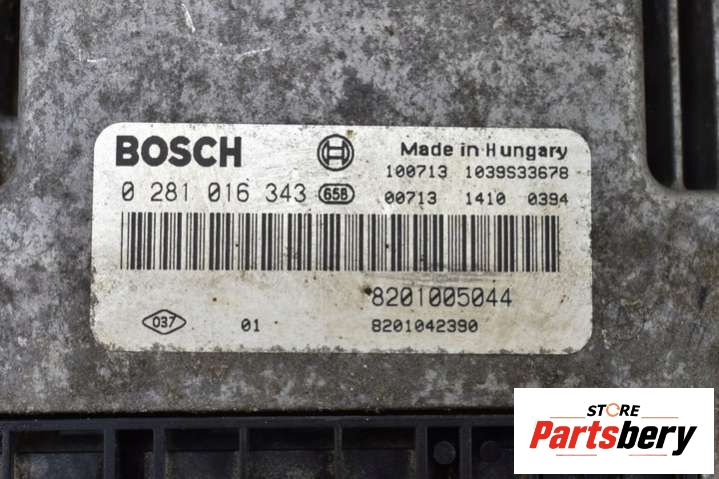 BOSCH Made in Hungary
100713 1039S33678
0 281 016 343 658 00713 1410 0394
8201005044
037 01 8201042390
STORE
Partsbery